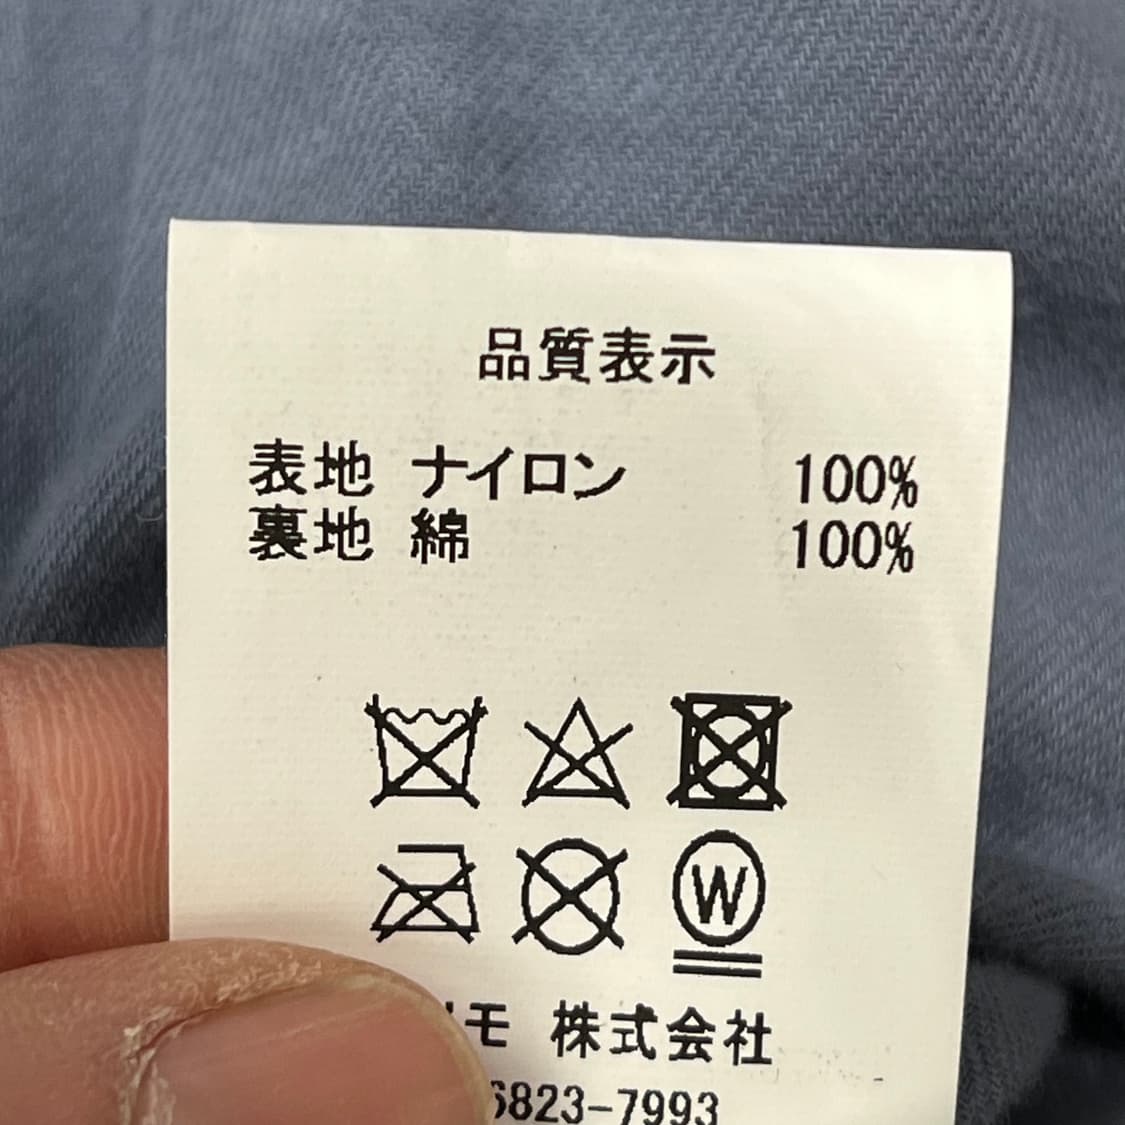 品質表示
表地 ナイロン 100%
裏地 綿 100%
W
モ 株式会社
6823-7993